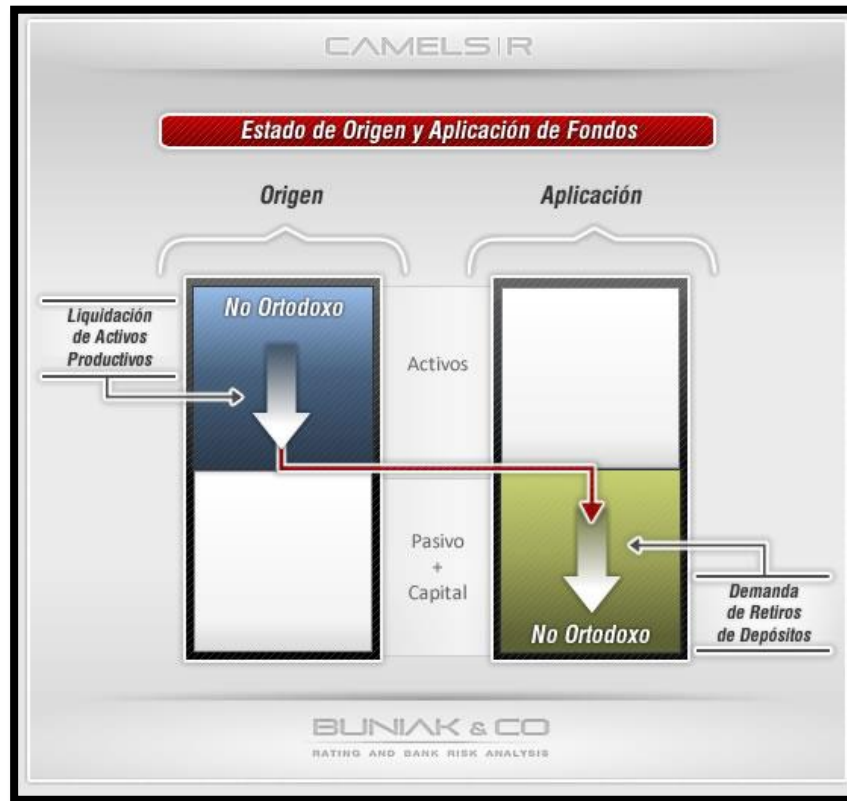 CAMELS|R
Estado de Origen y Aplicación de Fondos
Origen
Aplicación
Liquidación
de Activos
Productivos
No Ortodoxo
Activos
Pasivo
+
Capital
No Ortodoxo
Demanda
de Retiros
de Depósitos
BUNIAK & CO
RATING AND BANK RISK ANALYSIS